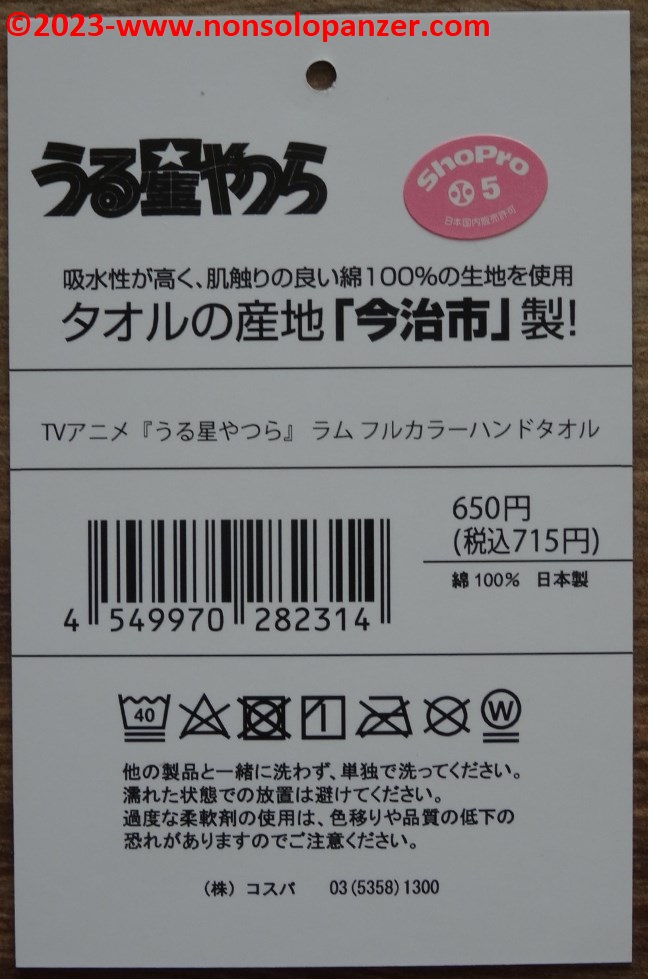 ©2023-www.nonsolopanzer.com
うる星やつら
ShoPro
5
日本国内販売許可
吸水性が高く、肌触りの良い綿100%の生地を使用
タオルの産地「今治市」製!
TVアニメ『うる星やつら』 ラム フルカラーハンドタオル
650円
(税込715円)
綿100% 日本製
4 549970 282314
40
W
他の製品と一緒に洗わず、単独で洗ってください。
濡れた状態での放置は避けてください。
過度な柔軟剤の使用は、色移りや品質の低下の
恐れがありますのでご注意ください。
(株) コスパ 03(5358)1300